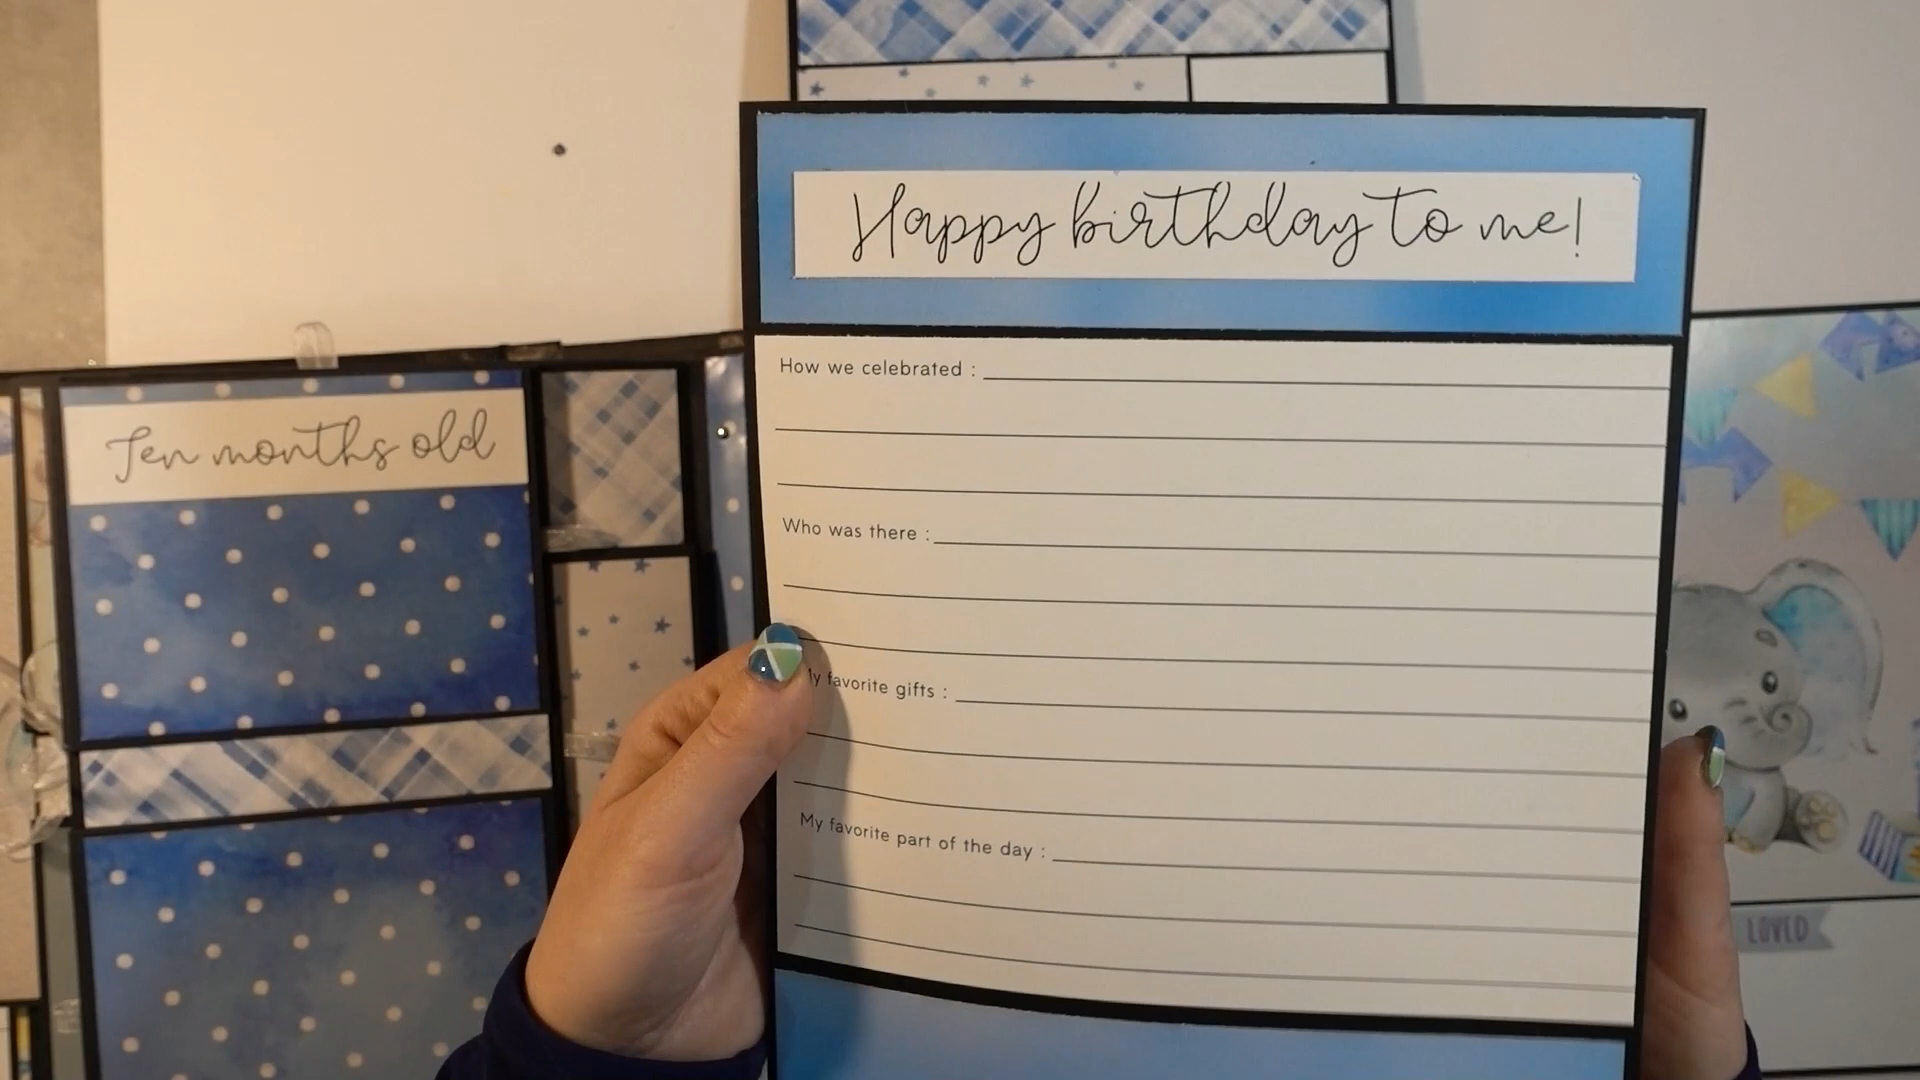 Happy birthday to me!
How we celebrated :
Ten months old
Who was there :
My favorite gifts :
My favorite part of the day :
LOVED